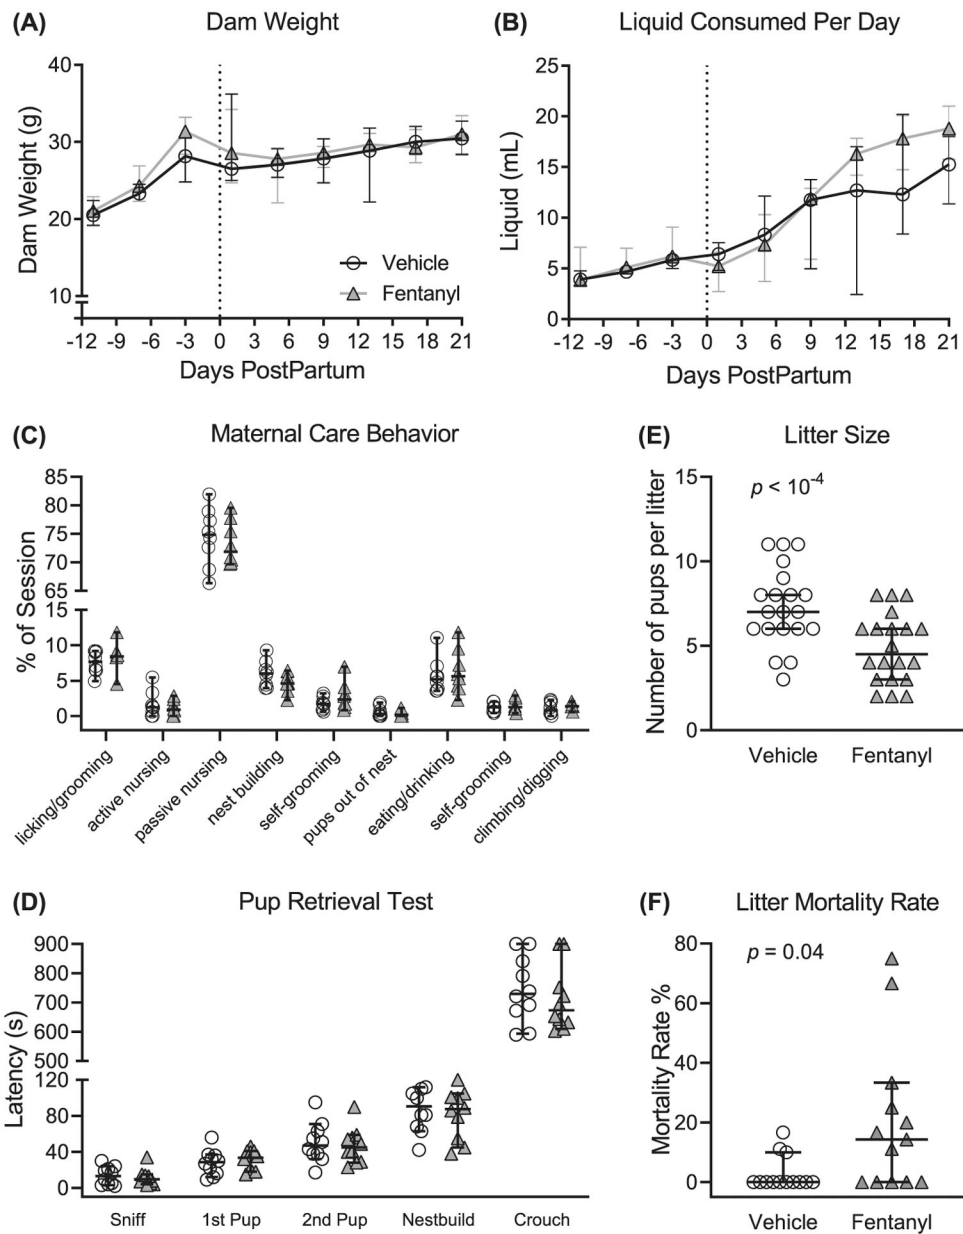 (A) Dam Weight
Dam Weight (g)
40
30
20
10
Vehicle
Fentanyl
-12 -9 -6 -3 0 3 6 9 12 15 18 21
Days PostPartum
(B) Liquid Consumed Per Day
Liquid (mL)
25
20
15
10
5
0
-12 -9 -6 -3 0 3 6 9 12 15 18 21
Days PostPartum
(C) Maternal Care Behavior
% of Session
85
80
75
70
65
15
10
5
0
licking/grooming
active nursing
passive nursing
nest building
self-grooming
pups out of nest
eating/drinking
self-grooming
climbing/digging
(E) Litter Size
Number of pups per litter
p < 10-4
15
10
5
0
Vehicle Fentanyl
(D) Pup Retrieval Test
Latency (s)
900
800
700
600
500
120
80
40
0
Sniff 1st Pup 2nd Pup Nestbuild Crouch
(F) Litter Mortality Rate
Mortality Rate %
p = 0.04
80
60
40
20
0
Vehicle Fentanyl